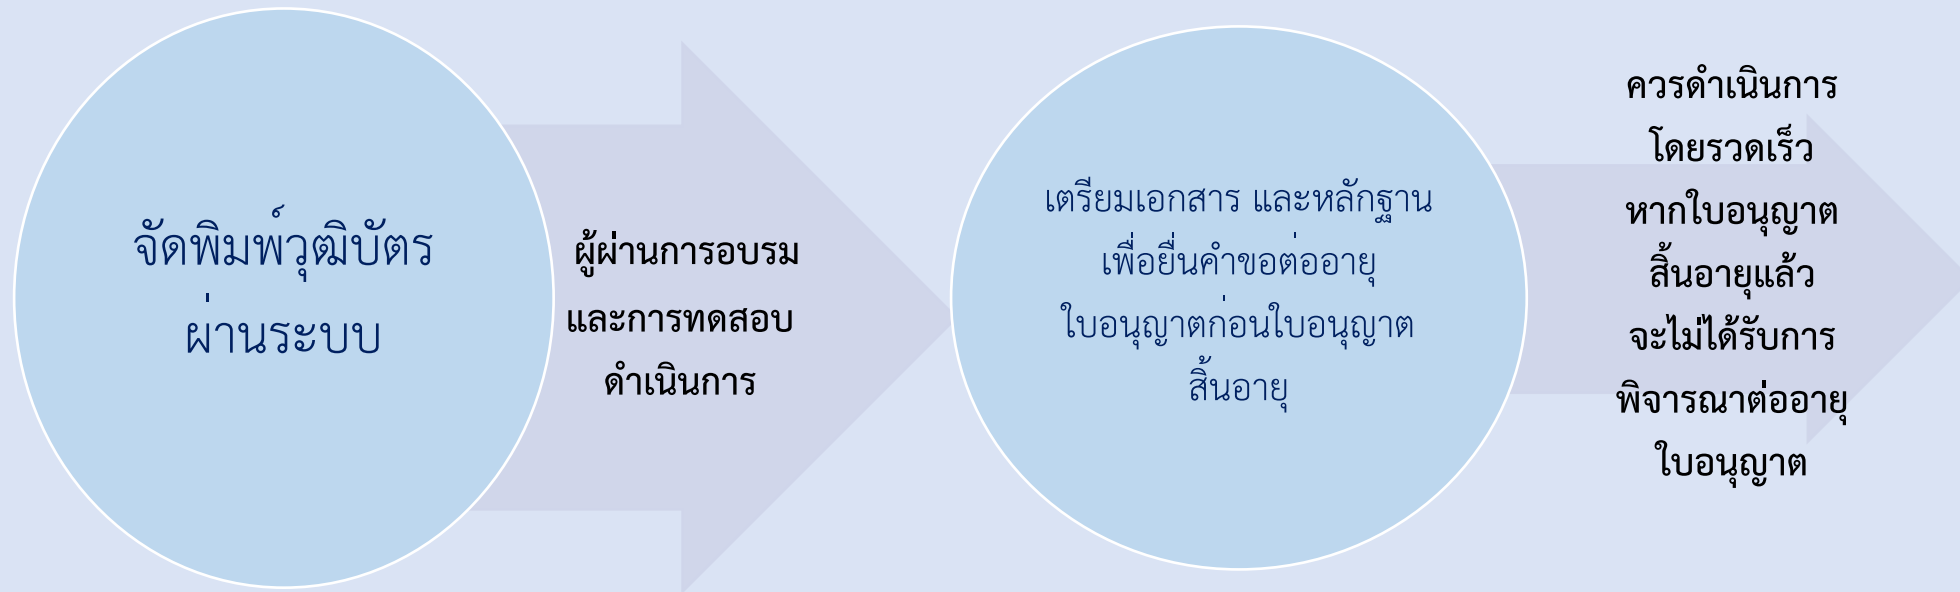 จัดพิมพ์วุฒิบัตร
ผ่านระบบ
ผู้ผ่านการอบรม
และการทดสอบ
ดำเนินการ
เตรียมเอกสาร และหลักฐาน
เพื่อยื่นคำขอต่ออายุ
ใบอนุญาตก่อนใบอนุญาต
สิ้นอายุ
ควรดำเนินการ
โดยรวดเร็ว
หากใบอนุญาต
สิ้นอายุแล้ว
จะไม่ได้รับการ
พิจารณาต่ออายุ
ใบอนุญาต